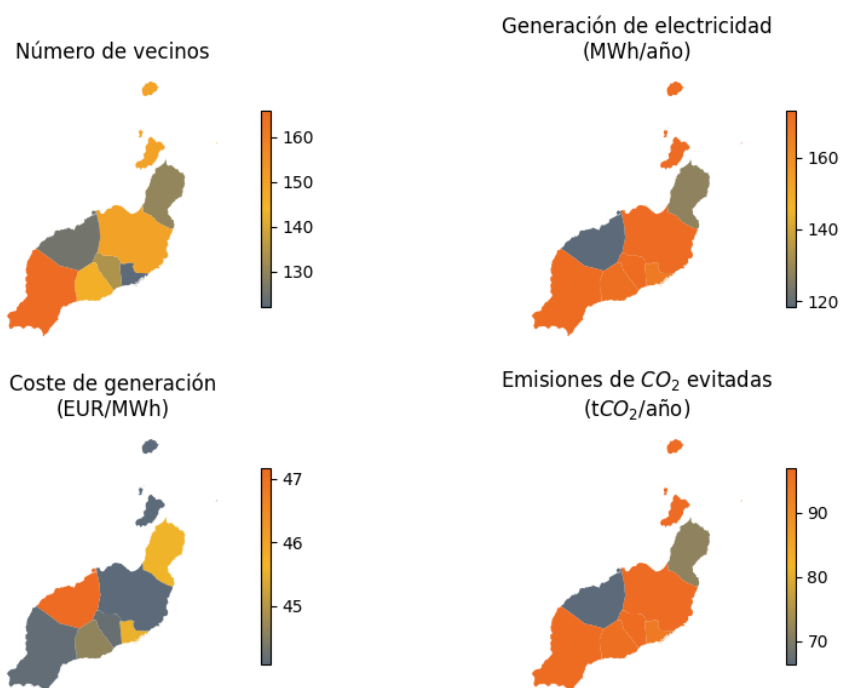 Número de vecinos
160
150
140
130
Generación de electricidad
(MWh/año)
160
140
120
Coste de generación
(EUR/MWh)
47
46
45
Emisiones de CO₂ evitadas
(tCO₂/año)
90
80
70